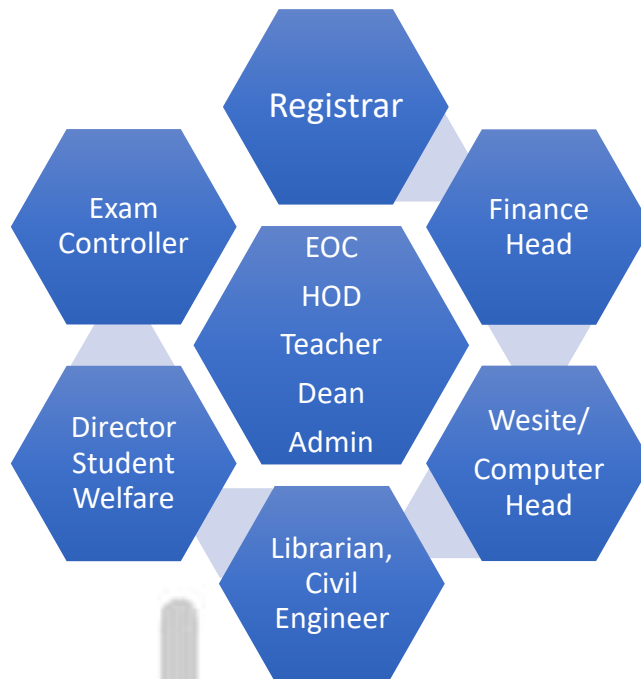 Registrar
Exam
Controller
Finance
Head
EOC
HOD
Teacher
Dean
Admin
Director
Student
Welfare
Wesite/
Computer
Head
Librarian,
Civil
Engineer